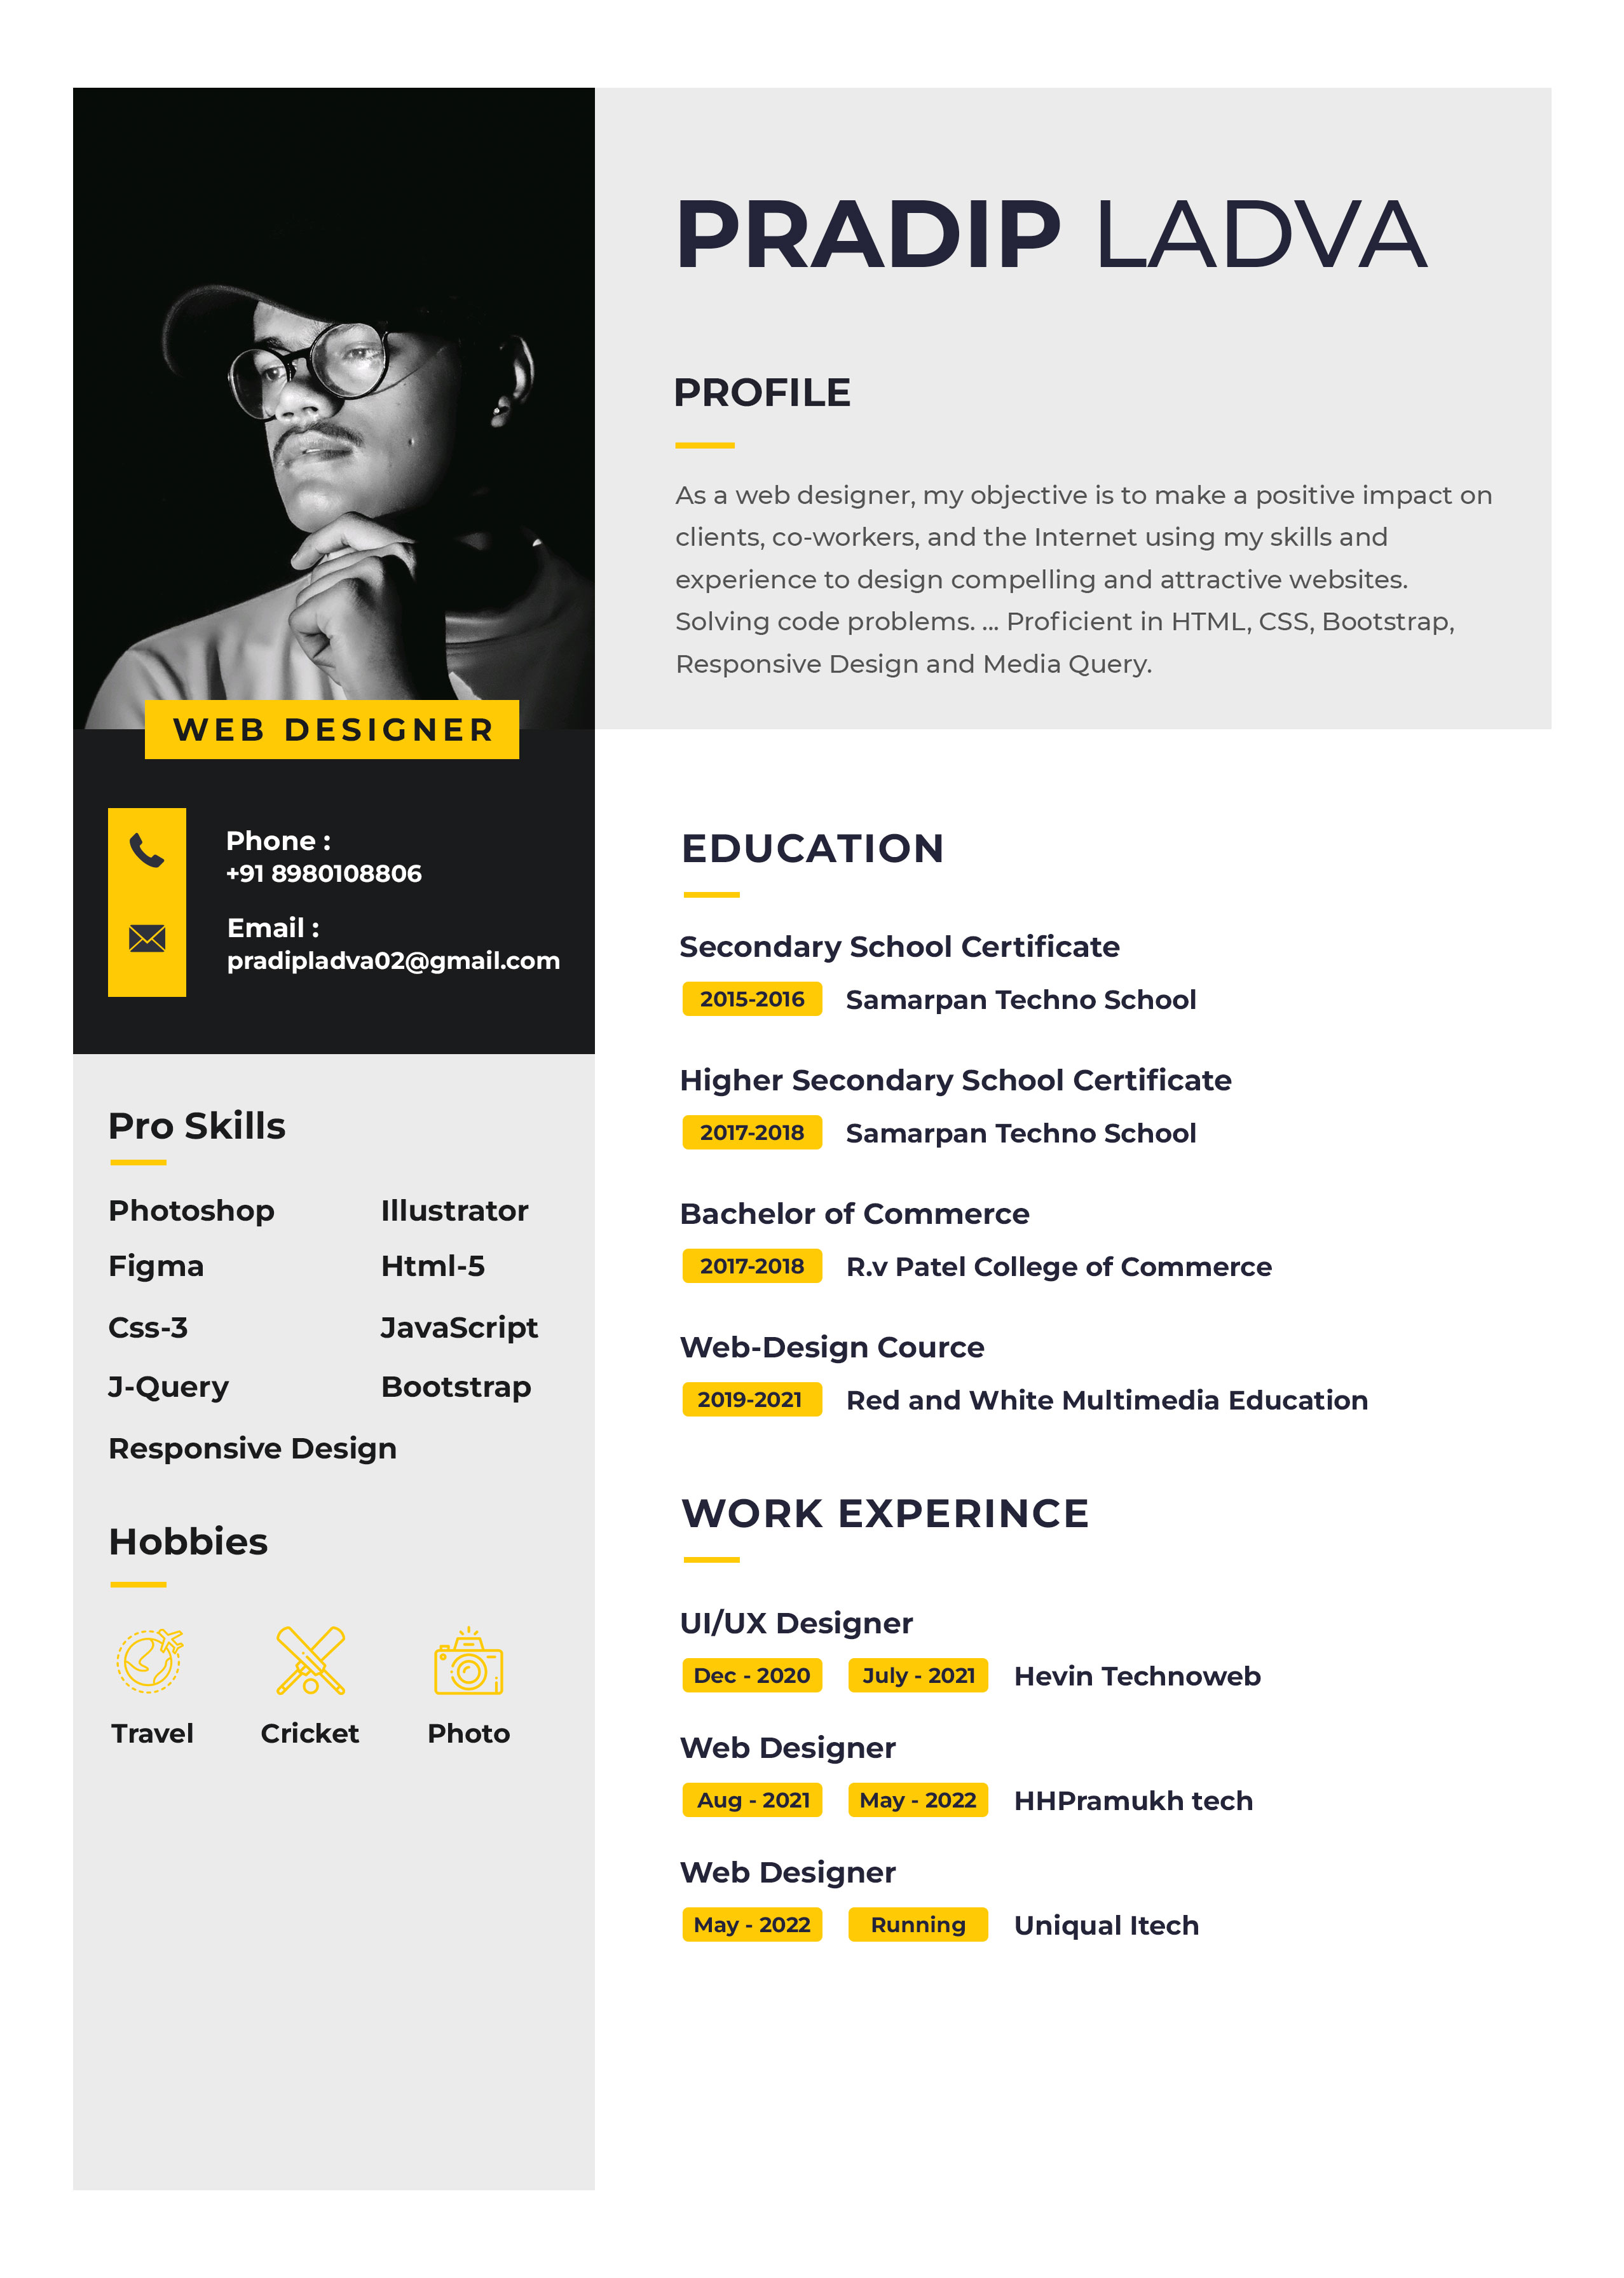 PRADIP LADVA
PROFILE
As a web designer, my objective is to make a positive impact on
clients, co-workers, and the Internet using my skills and
experience to design compelling and attractive websites.
Solving code problems. ... Proficient in HTML, CSS, Bootstrap,
Responsive Design and Media Query.
WEB DESIGNER
Phone :
+91 8980108806
Email :
pradipladva02@gmail.com
Pro Skills
Photoshop Illustrator
Figma Html-5
Css-3 JavaScript
J-Query Bootstrap
Responsive Design
Hobbies
Travel Cricket Photo
EDUCATION
Secondary School Certificate
2015-2016 Samarpan Techno School
Higher Secondary School Certificate
2017-2018 Samarpan Techno School
Bachelor of Commerce
2017-2018 R.v Patel College of Commerce
Web-Design Cource
2019-2021 Red and White Multimedia Education
WORK EXPERINCE
UI/UX Designer
Dec - 2020 July - 2021 Hevin Technoweb
Web Designer
Aug - 2021 May - 2022 HHPramukh tech
Web Designer
May - 2022 Running Uniqual Itech